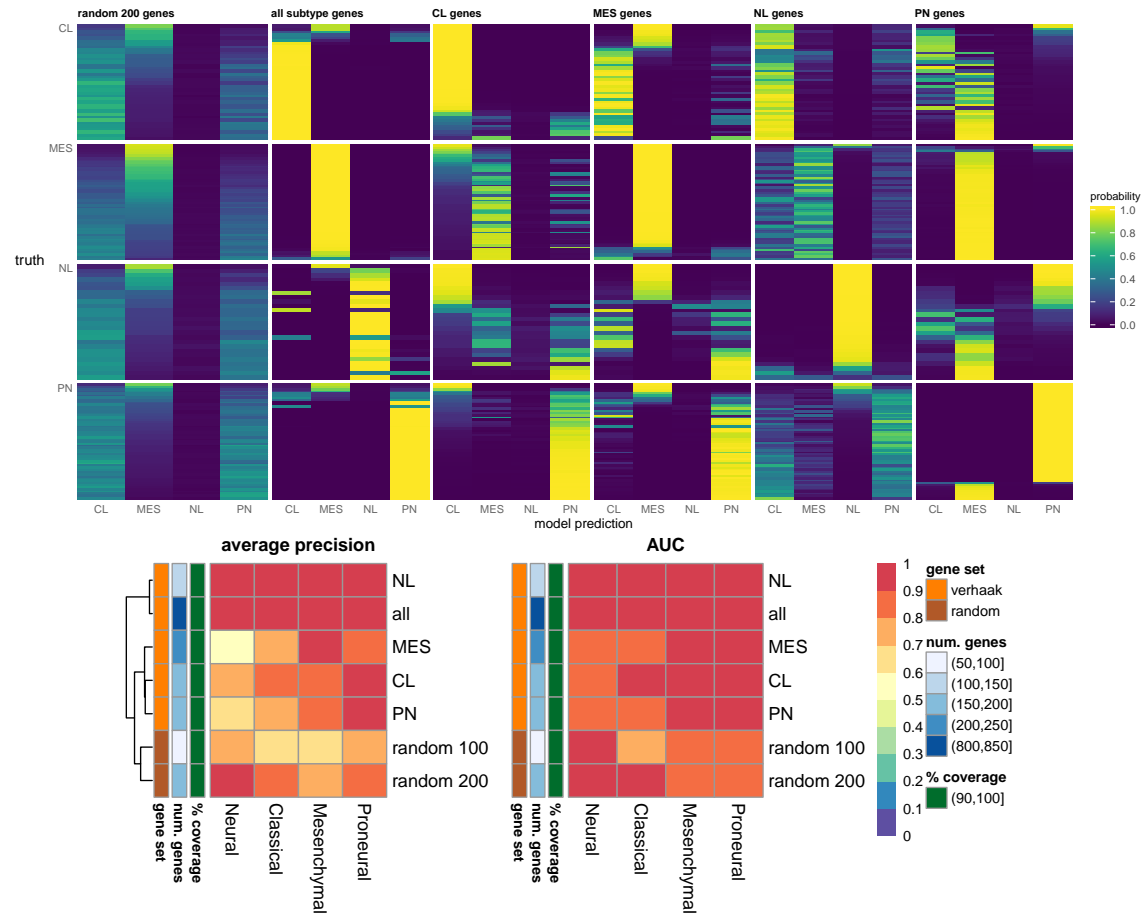 random 200 genes
all subtype genes
CL genes
MES genes
NL genes
PN genes
CL
MES
NL
PN
truth
CL MES NL PN
CL MES NL PN
CL MES NL PN
CL MES NL PN
CL MES NL PN
CL MES NL PN
model prediction
probability
1.0
0.8
0.6
0.4
0.2
0.0
average precision
NL
all
MES
CL
PN
random 100
random 200
gene set
num. genes
% coverage
Neural
Classical
Mesenchymal
Proneural
AUC
NL
all
MES
CL
PN
random 100
random 200
gene set
num. genes
% coverage
Neural
Classical
Mesenchymal
Proneural
1
0.9
0.8
0.7
0.6
0.5
0.4
0.3
0.2
0.1
0
gene set
verhaak
random
num. genes
(50,100]
(100,150]
(150,200]
(200,250]
(800,850]
% coverage
(90,100]